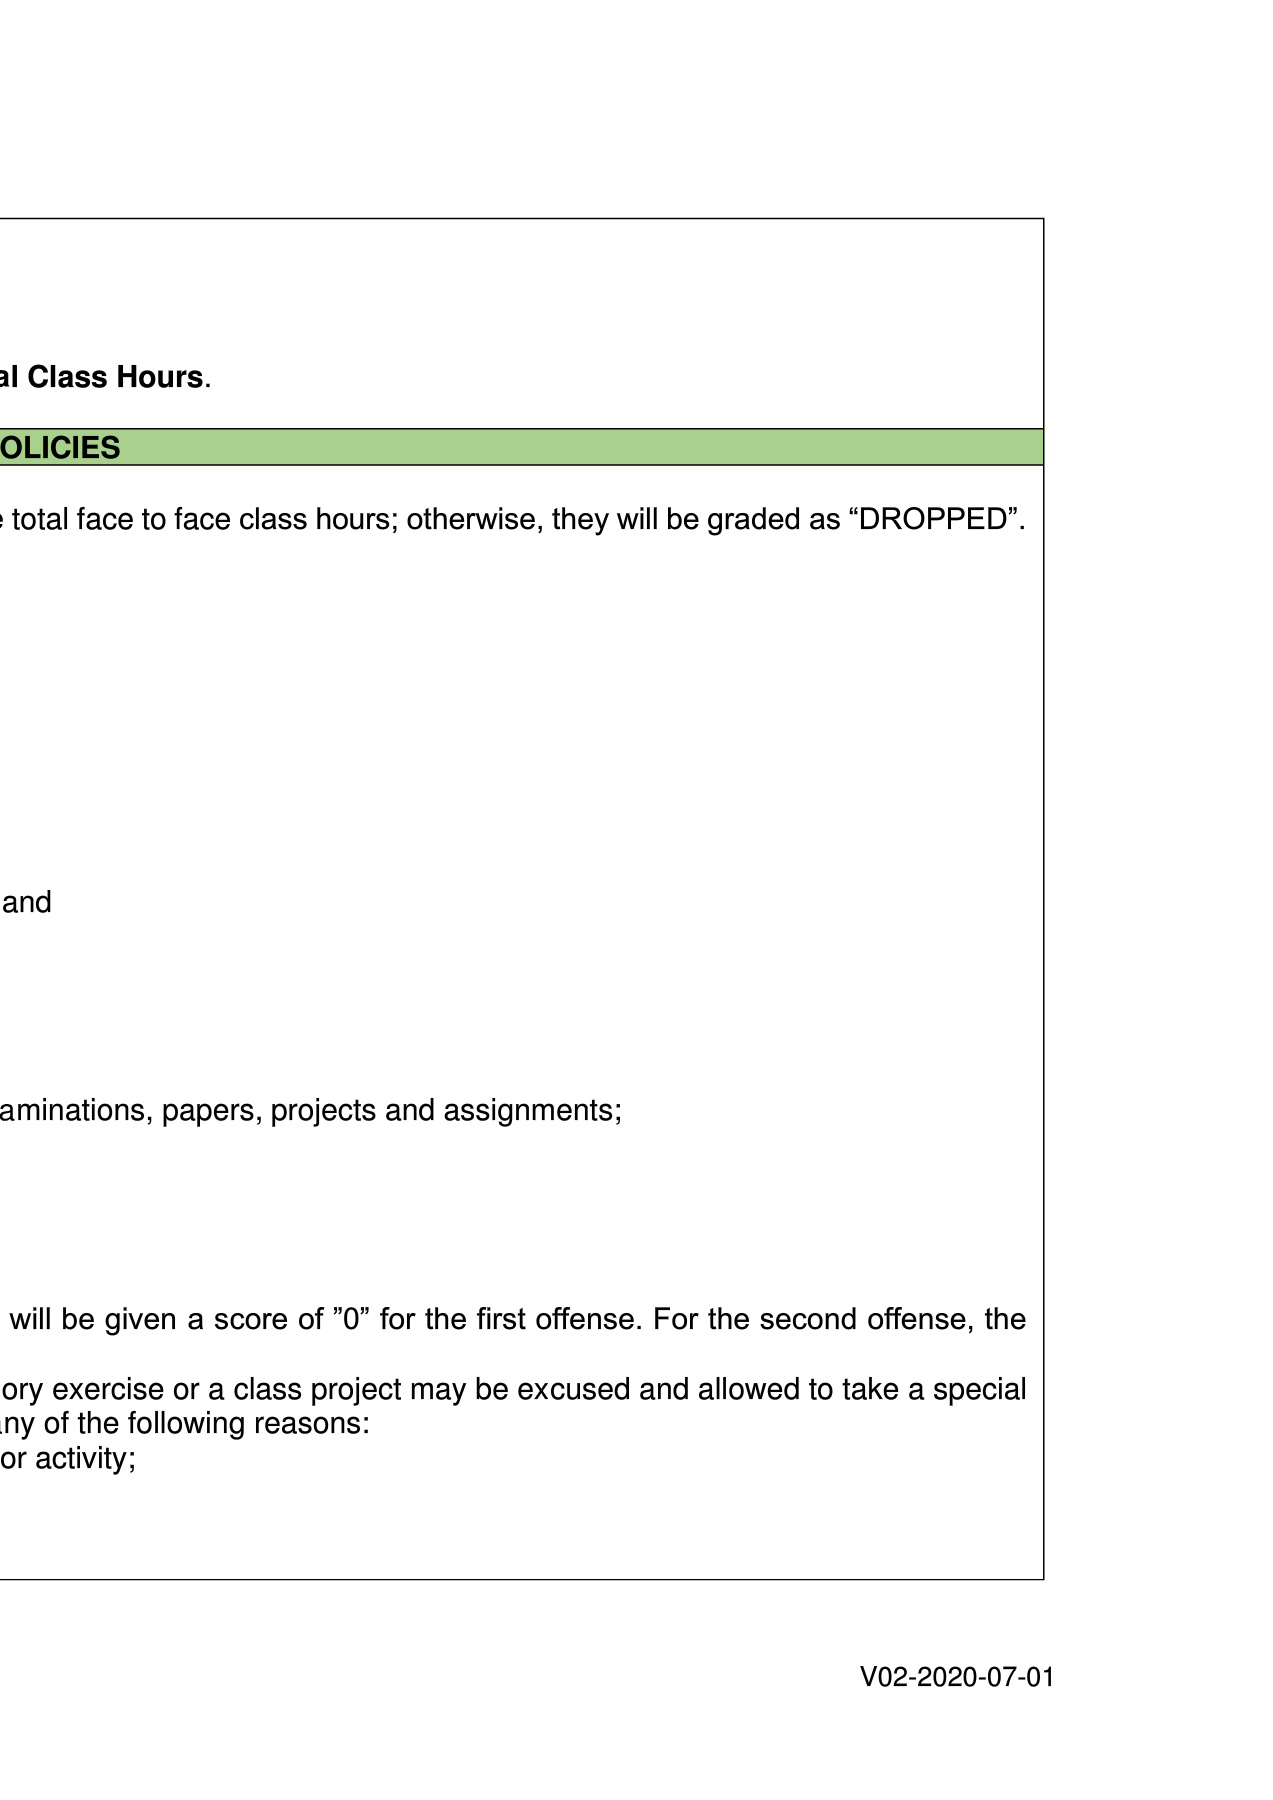 al Class Hours.
OLICIES
e total face to face class hours; otherwise, they will be graded as “DROPPED”.
and
aminations, papers, projects and assignments;
will be given a score of ”0” for the first offense. For the second offense, the
ory exercise or a class project may be excused and allowed to take a special
any of the following reasons:
or activity;
V02-2020-07-01